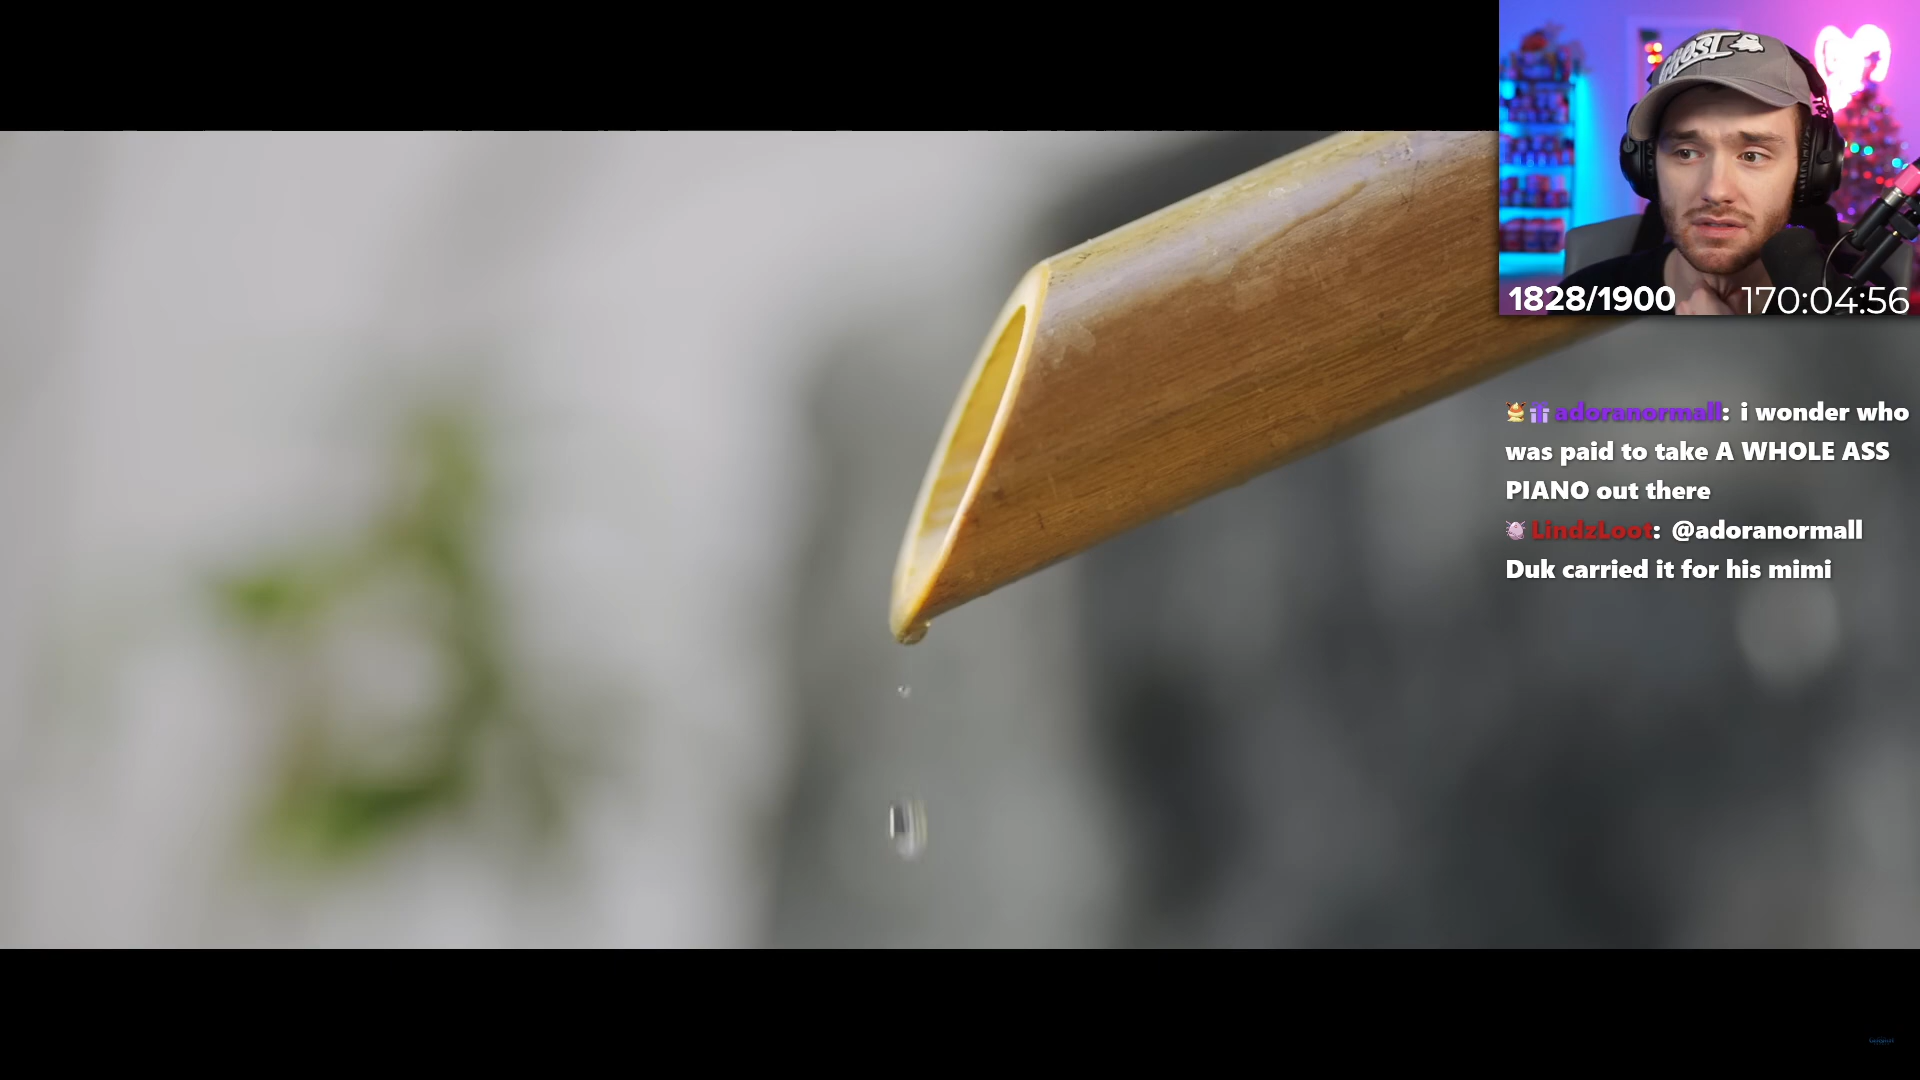 GHOST
1828/1900
170:04:56
adoranormall: i wonder who
was paid to take A WHOLE ASS
PIANO out there
LindzLoot: @adoranormall
Duk carried it for his mimi